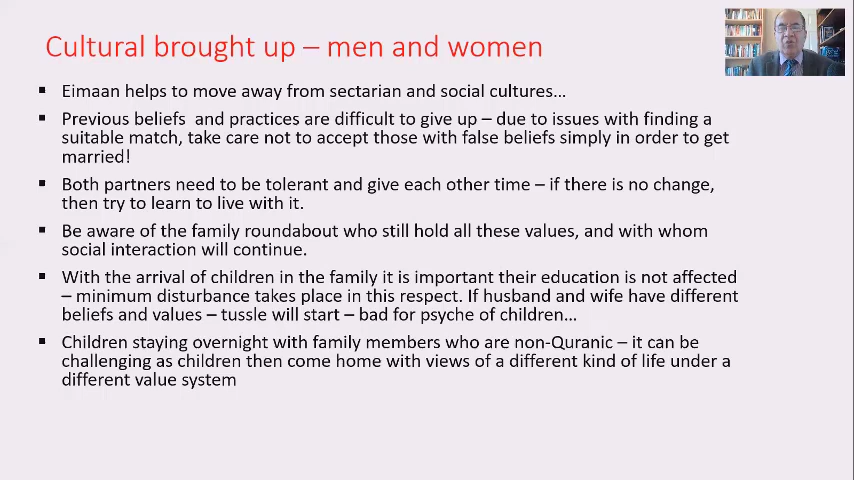 Cultural brought up – men and women
▪ Eimaan helps to move away from sectarian and social cultures…
▪ Previous beliefs and practices are difficult to give up – due to issues with finding a
suitable match, take care not to accept those with false beliefs simply in order to get
married!
▪ Both partners need to be tolerant and give each other time – if there is no change,
then try to learn to live with it.
▪ Be aware of the family roundabout who still hold all these values, and with whom
social interaction will continue.
▪ With the arrival of children in the family it is important their education is not affected
– minimum disturbance takes place in this respect. If husband and wife have different
beliefs and values – tussle will start – bad for psyche of children…
▪ Children staying overnight with family members who are non-Quranic – it can be
challenging as children then come home with views of a different kind of life under a
different value system